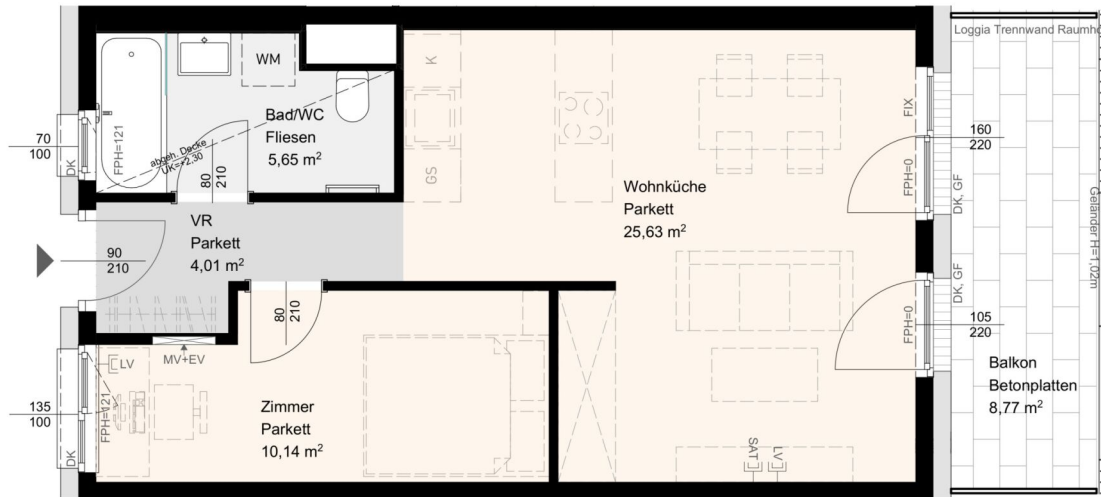 Loggia Trennwand Raumhö
WM
K
Bad/WC
Fliesen
5,65 m²
FIX
70
100
DK
FPH=121
abgeh. Decke
UK=+2,30
160
220
80
210
GS
FPH=0
DK, GF
Wohnküche
Parkett
25,63 m²
Geländer H=1,02m
VR
Parkett
4,01 m²
90
210
80
210
FPH=0
DK, GF
105
220
MV+EV
LV
Balkon
Betonplatten
8,77 m²
135
100
FPH=121
DK
Zimmer
Parkett
10,14 m²
SAT
LV